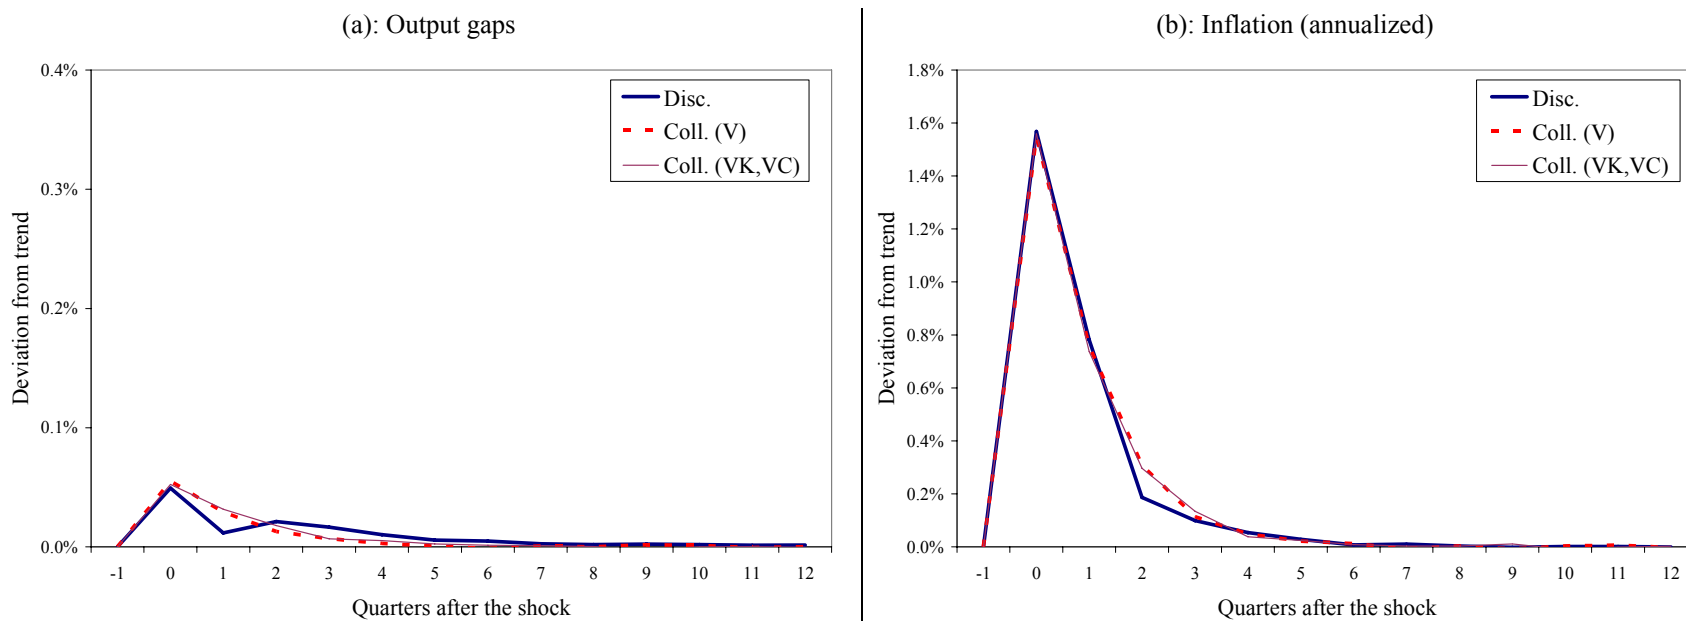 (a): Output gaps
0.4%
0.3%
0.2%
0.1%
0.0%
Deviation from trend
Disc.
Coll. (V)
Coll. (VK,VC)
-1 0 1 2 3 4 5 6 7 8 9 10 11 12
Quarters after the shock
(b): Inflation (annualized)
1.8%
1.6%
1.4%
1.2%
1.0%
0.8%
0.6%
0.4%
0.2%
0.0%
Deviation from trend
Disc.
Coll. (V)
Coll. (VK,VC)
-1 0 1 2 3 4 5 6 7 8 9 10 11 12
Quarters after the shock